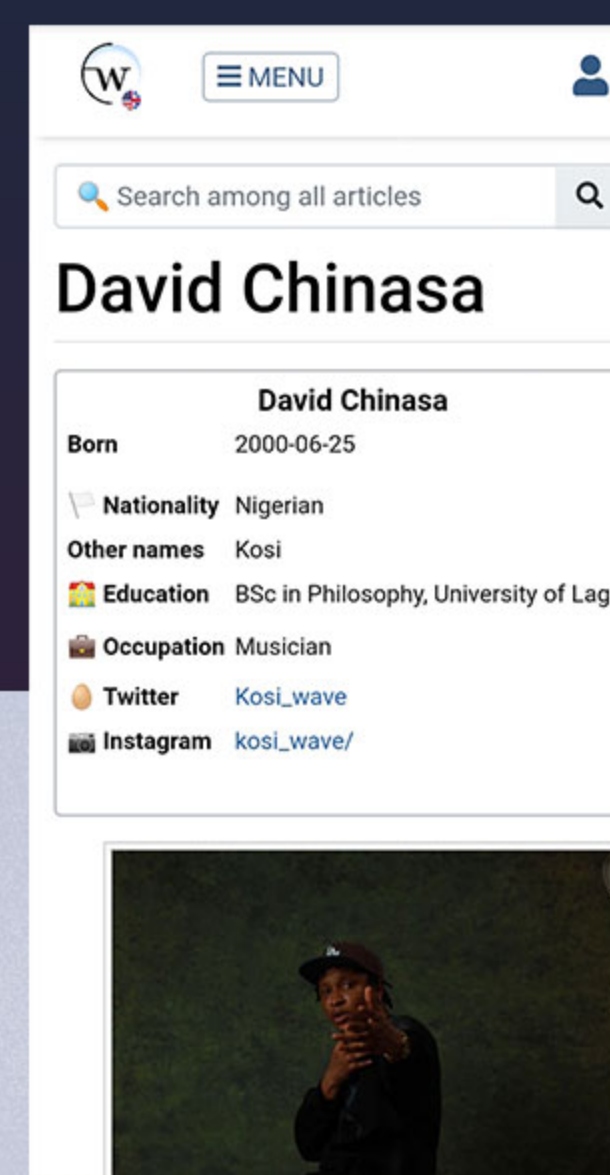 W
MENU
Search among all articles
David Chinasa
David Chinasa
Born 2000-06-25
Nationality Nigerian
Other names Kosi
Education BSc in Philosophy, University of Lag
Occupation Musician
Twitter Kosi_wave
Instagram kosi_wave/